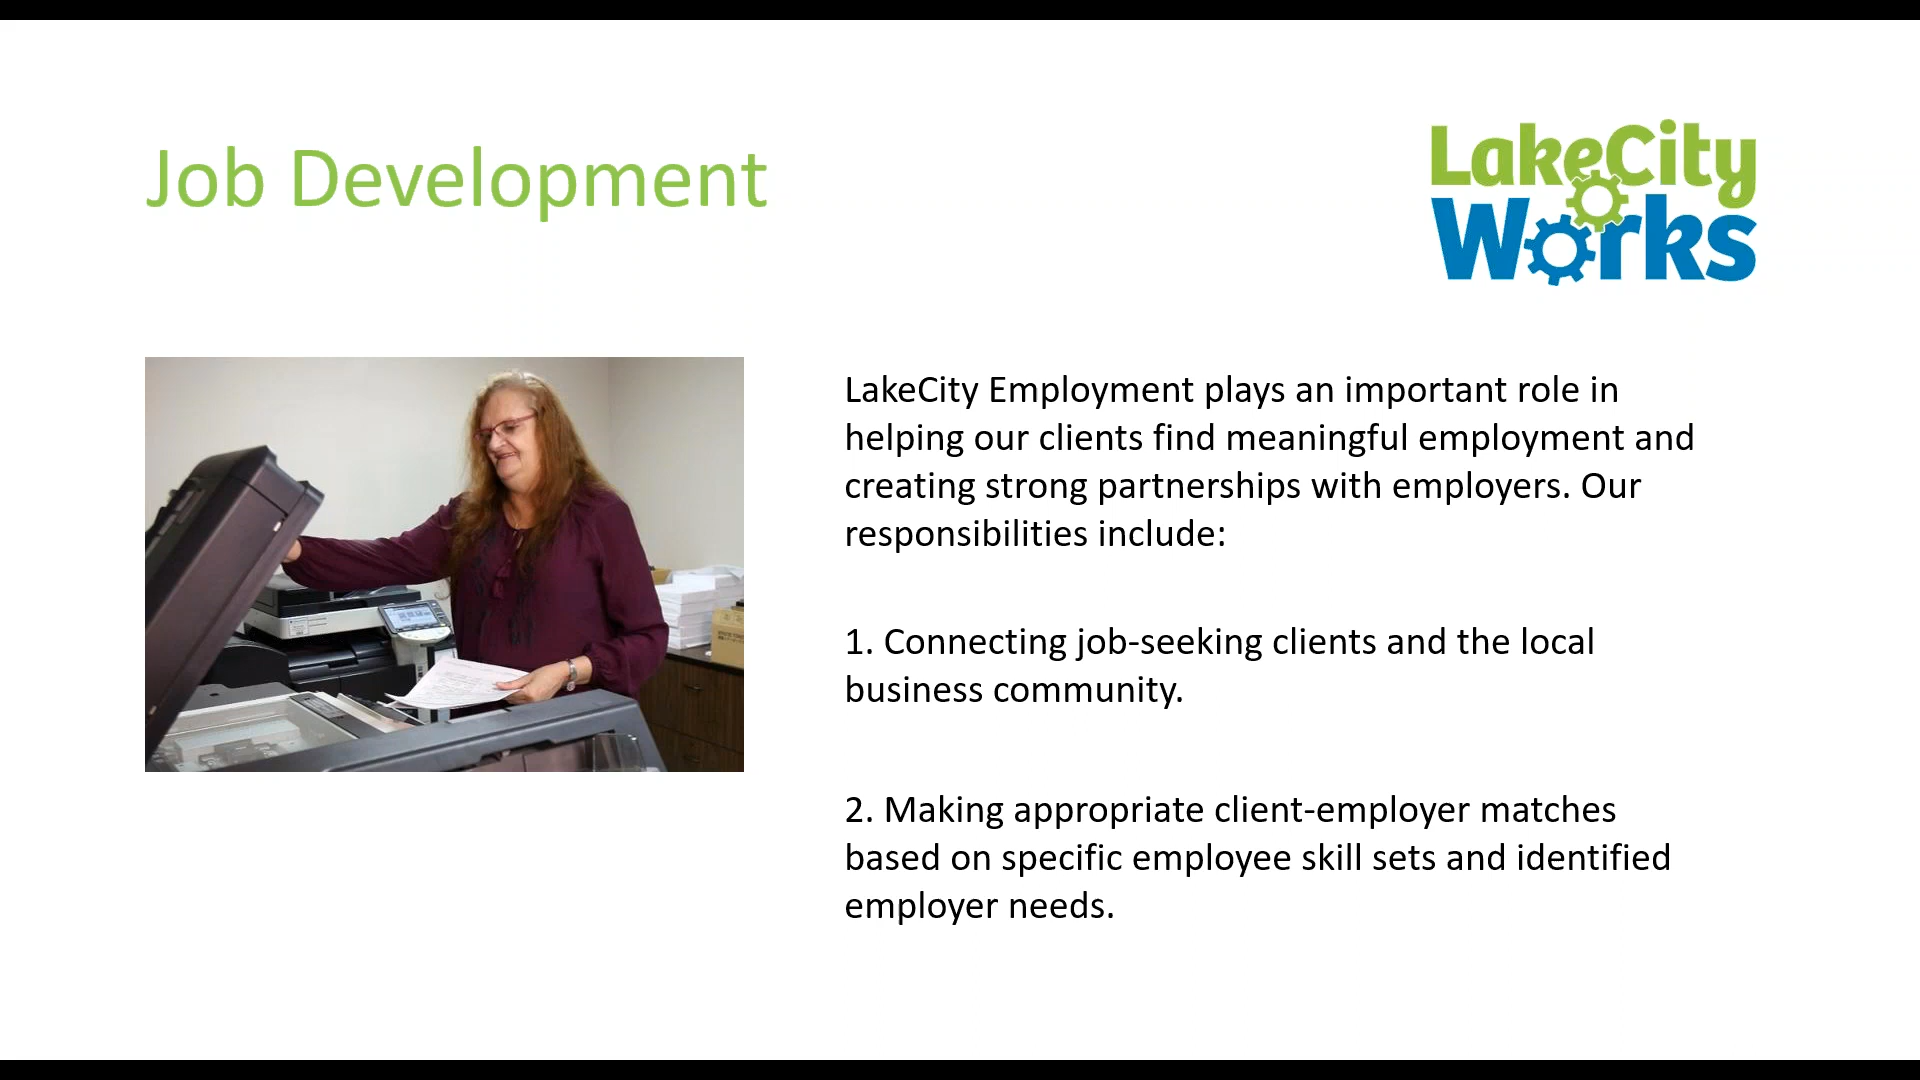 Job Development
LakeCity
Works
LakeCity Employment plays an important role in
helping our clients find meaningful employment and
creating strong partnerships with employers. Our
responsibilities include:
1. Connecting job-seeking clients and the local
business community.
2. Making appropriate client-employer matches
based on specific employee skill sets and identified
employer needs.